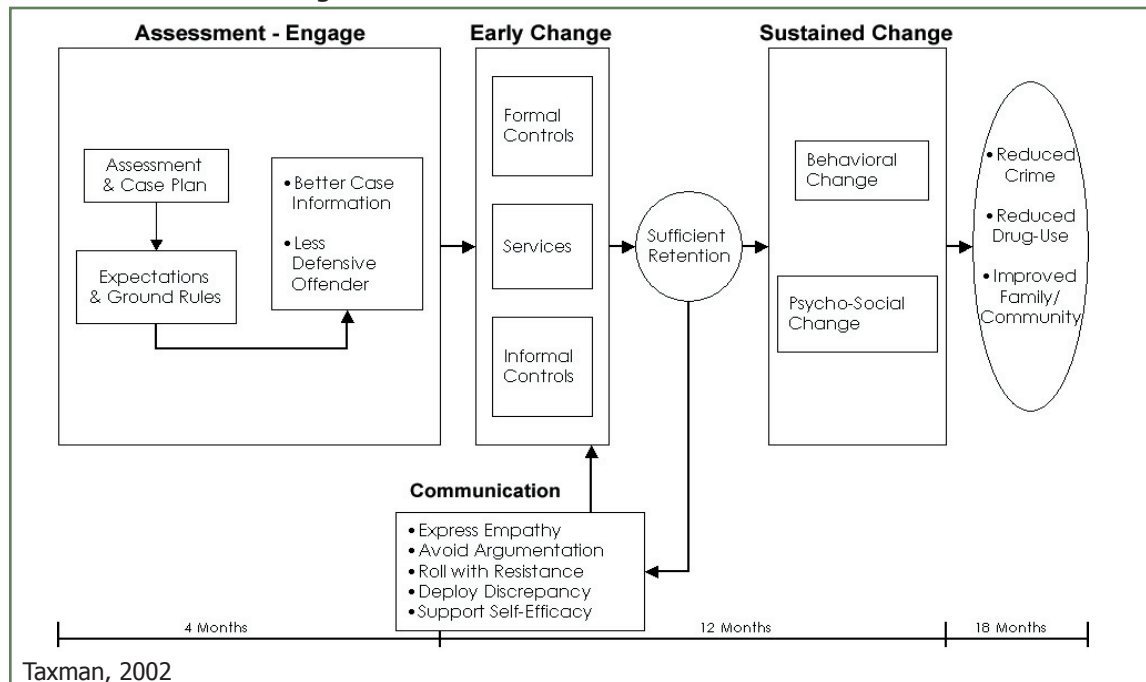 Assessment - Engage
Early Change
Sustained Change
Assessment
& Case Plan
Expectations
& Ground Rules
• Better Case
Information
• Less
Defensive
Offender
Formal
Controls
Services
Informal
Controls
Sufficient
Retention
Behavioral
Change
Psycho-Social
Change
• Reduced
Crime
• Reduced
Drug-Use
• Improved
Family/
Community
Communication
• Express Empathy
• Avoid Argumentation
• Roll with Resistance
• Deploy Discrepancy
• Support Self-Efficacy
4 Months
12 Months
18 Months
Taxman, 2002